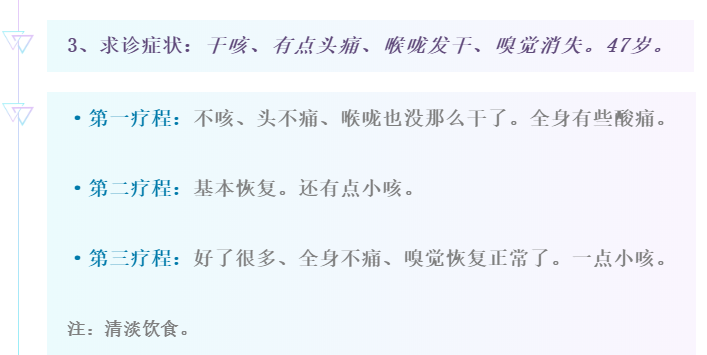 3、求诊症状：干咳、有点头痛、喉咙发干、嗅觉消失。47岁。
·第一疗程：不咳、头不痛、喉咙也没那么干了。全身有些酸痛。
·第二疗程：基本恢复。还有点小咳。
·第三疗程：好了很多、全身不痛、嗅觉恢复正常了。一点小咳。
注：清淡饮食。